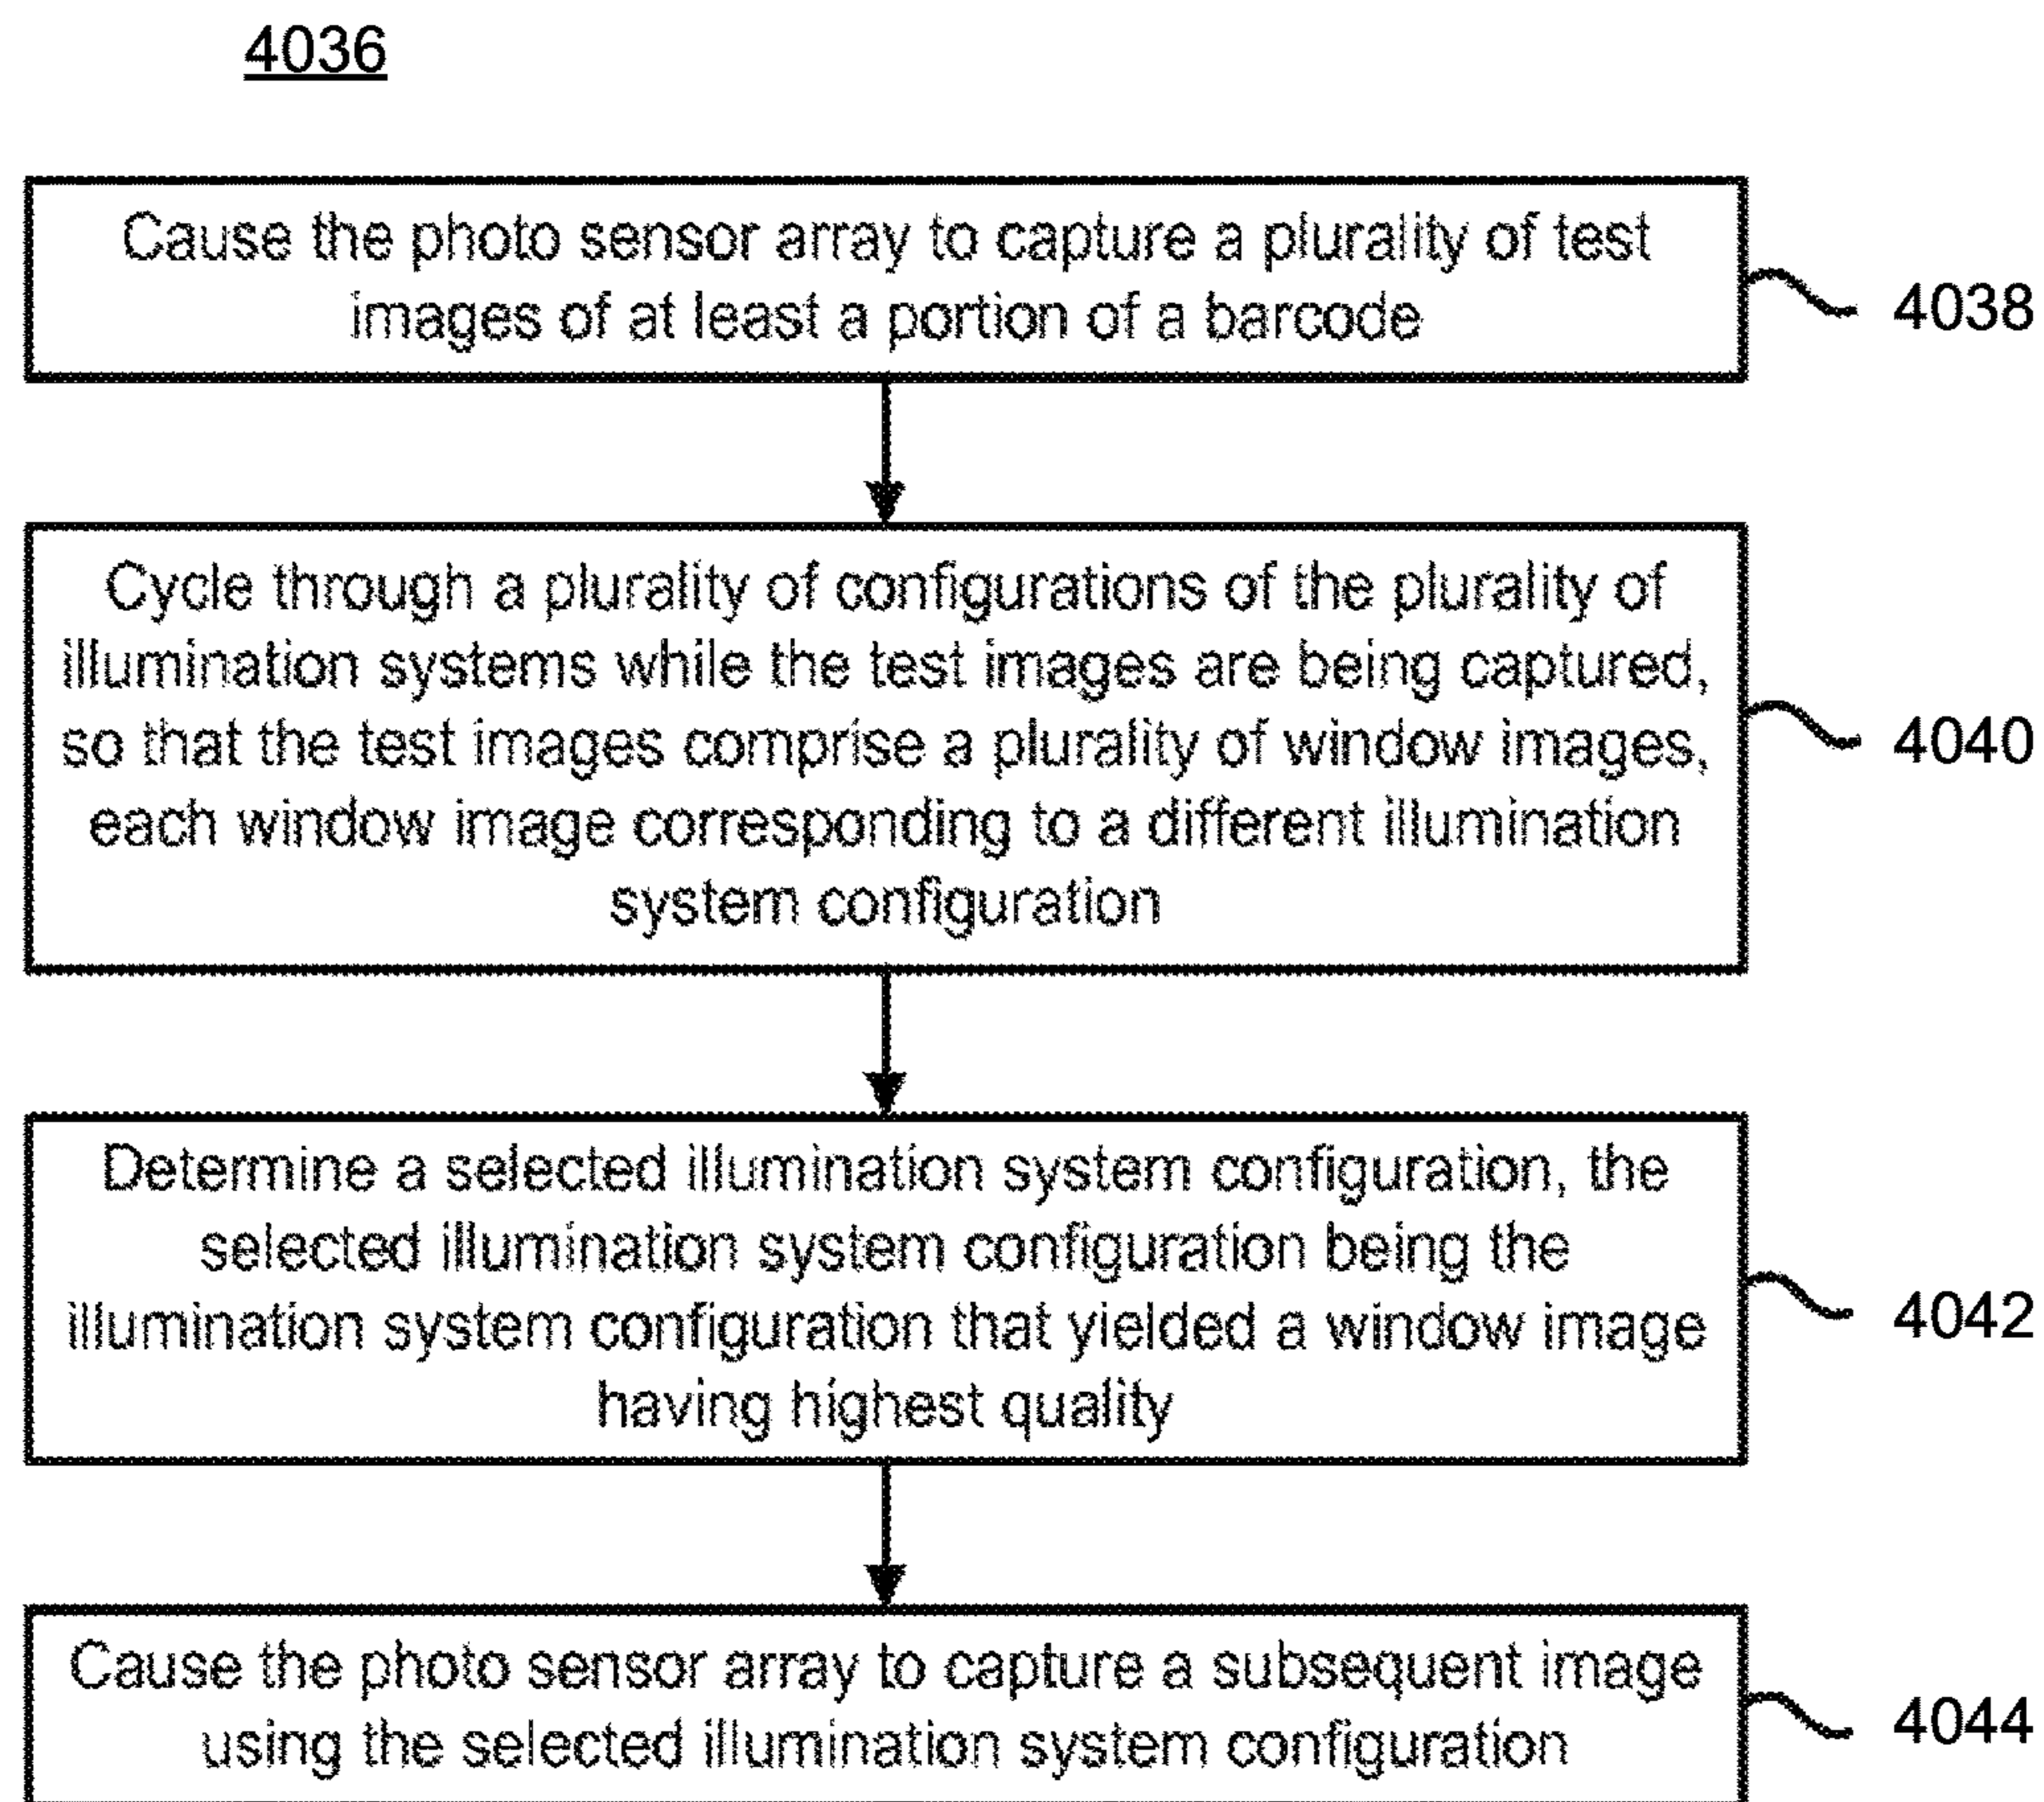 4036
Cause the photo sensor array to capture a plurality of test
images of at least a portion of a barcode
4038
Cycle through a plurality of configurations of the plurality of
illumination systems while the test images are being captured,
so that the test images comprise a plurality of window images,
each window image corresponding to a different illumination
system configuration
4040
Determine a selected illumination system configuration, the
selected illumination system configuration being the
illumination system configuration that yielded a window image
having highest quality
4042
Cause the photo sensor array to capture a subsequent image
using the selected illumination system configuration
4044